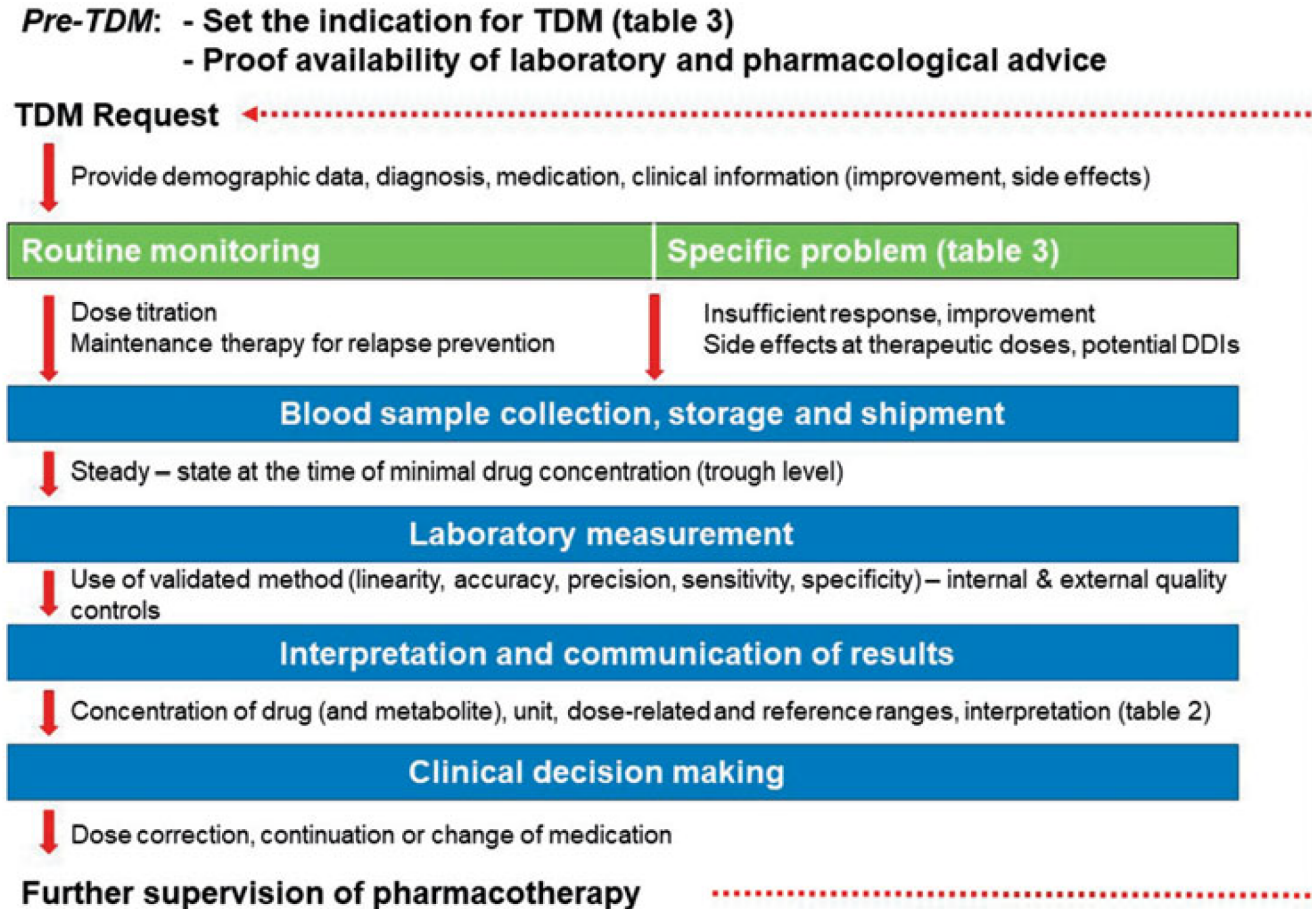 Pre-TDM: - Set the indication for TDM (table 3)
- Proof availability of laboratory and pharmacological advice
TDM Request
Provide demographic data, diagnosis, medication, clinical information (improvement, side effects)
Routine monitoring
Specific problem (table 3)
Dose titration
Maintenance therapy for relapse prevention
Insufficient response, improvement
Side effects at therapeutic doses, potential DDIs
Blood sample collection, storage and shipment
Steady – state at the time of minimal drug concentration (trough level)
Laboratory measurement
Use of validated method (linearity, accuracy, precision, sensitivity, specificity) – internal & external quality
controls
Interpretation and communication of results
Concentration of drug (and metabolite), unit, dose-related and reference ranges, interpretation (table 2)
Clinical decision making
Dose correction, continuation or change of medication
Further supervision of pharmacotherapy